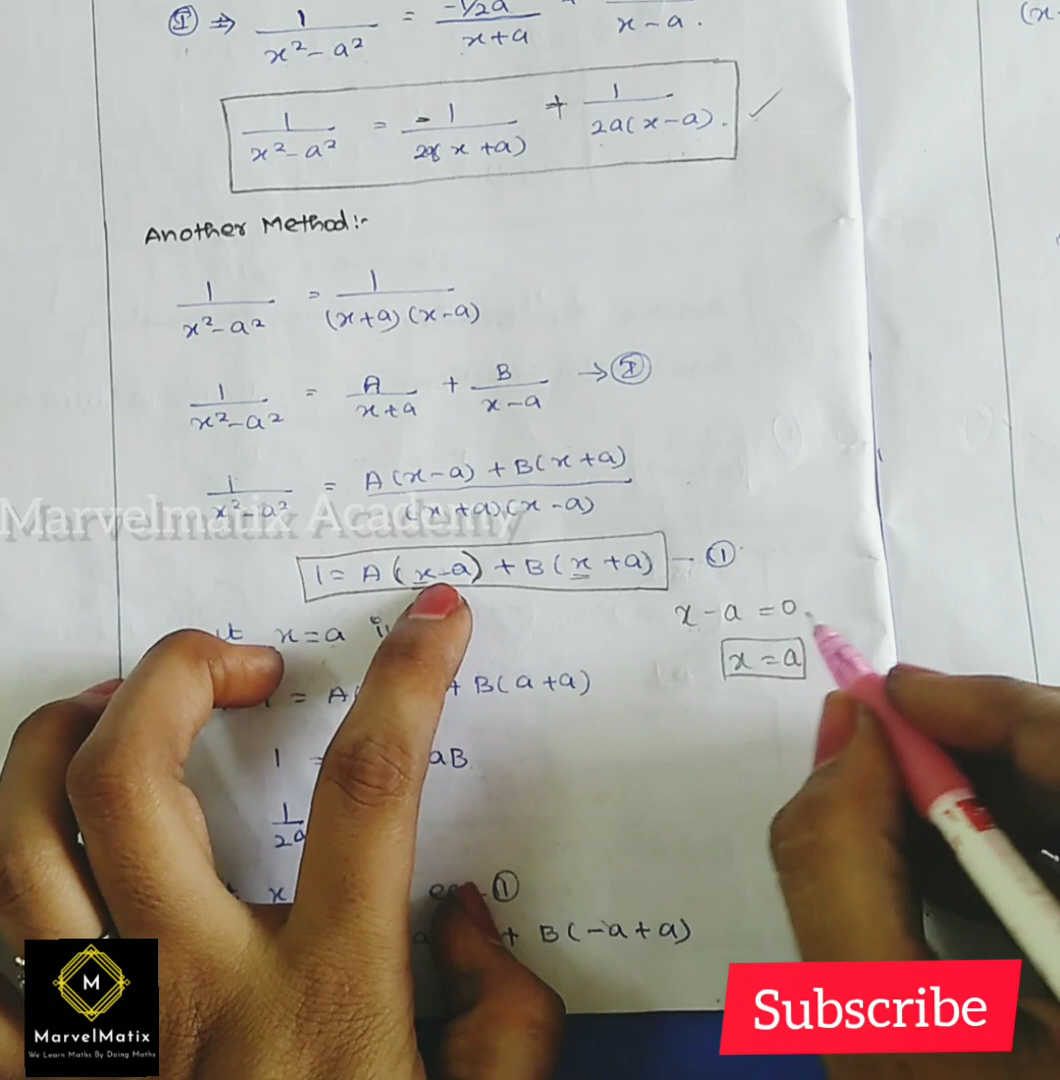 (I) ⇒ 1/(x² - a²) = -1/2a/(x+a) x-a.
(x-
1/(x² - a²) = -1/(2a(x+a)) + 1/(2a(x-a)). ✓
Another Method:-
1/(x² - a²) = 1/((x+a)(x-a))
1/(x² - a²) = A/(x+a) + B/(x-a) → (I)
1/(x² - a²) = (A(x-a) + B(x+a))/((x+a)(x-a))
Marvelmatix Academy
1 = A(x-a) + B(x+a) — (1)
x-a = 0
x = a i
x = a
= A + B(a+a)
1 = aB
1/2a
x eq (1)
a + B(-a+a)
M
MarvelMatix
We Learn Maths By Doing Maths
Subscribe